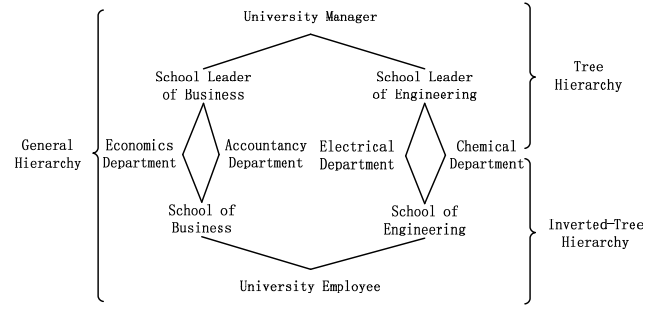 University Manager
School Leader
of Business
School Leader
of Engineering
Tree
Hierarchy
General
Hierarchy
Economics
Department
Accountancy
Department
Electrical
Department
Chemical
Department
School of
Business
School of
Engineering
Inverted-Tree
Hierarchy
University Employee